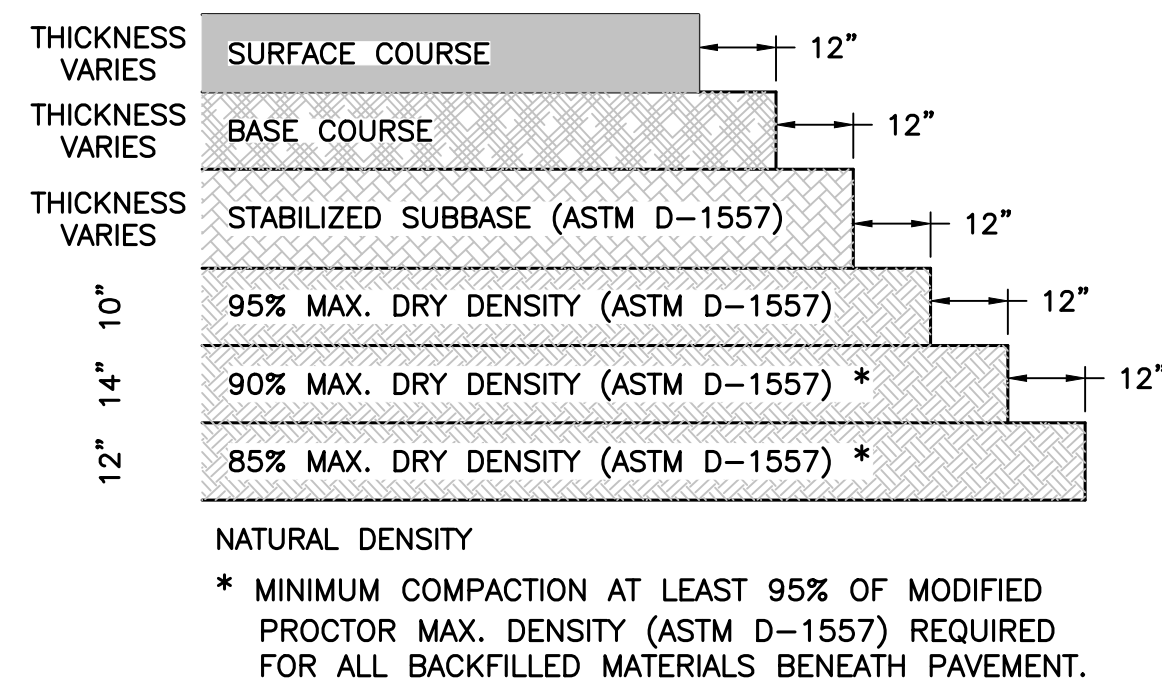 THICKNESS
VARIES
SURFACE COURSE
12"
THICKNESS
VARIES
BASE COURSE
12"
THICKNESS
VARIES
STABILIZED SUBBASE (ASTM D-1557)
12"
10"
95% MAX. DRY DENSITY (ASTM D-1557)
12"
14"
90% MAX. DRY DENSITY (ASTM D-1557) *
12"
12"
85% MAX. DRY DENSITY (ASTM D-1557) *
NATURAL DENSITY
* MINIMUM COMPACTION AT LEAST 95% OF MODIFIED
PROCTOR MAX. DENSITY (ASTM D-1557) REQUIRED
FOR ALL BACKFILLED MATERIALS BENEATH PAVEMENT.